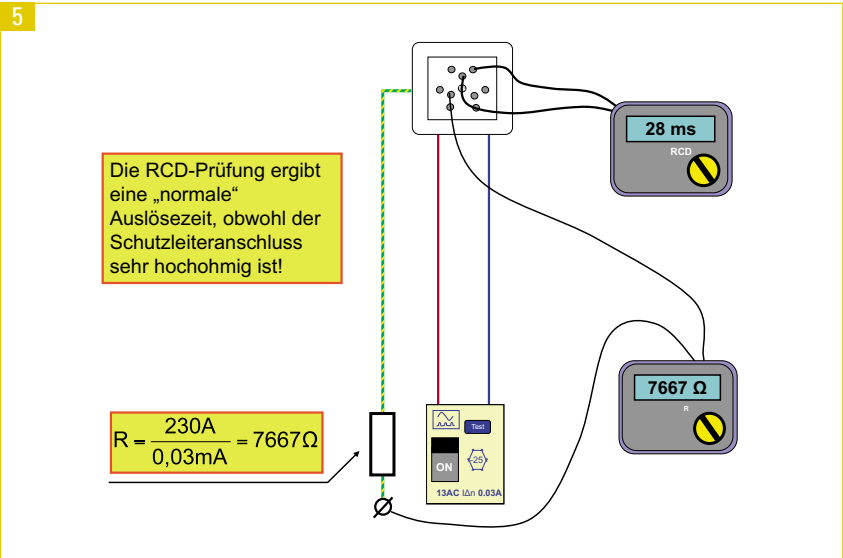 5
28 ms
RCD
Die RCD-Prüfung ergibt
eine „normale“
Auslösezeit, obwohl der
Schutzleiteranschluss
sehr hochohmig ist!
7667 Ω
R
R = 230A / 0,03mA = 7667Ω
Test
ON
-25-
13AC I∆n 0.03A